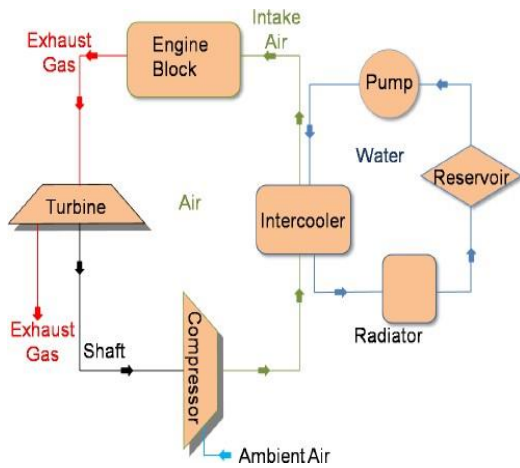 Intake
Air
Exhaust
Gas
Engine
Block
Pump
Water
Reservoir
Turbine
Air
Intercooler
Exhaust
Gas
Shaft
Compressor
Radiator
Ambient Air